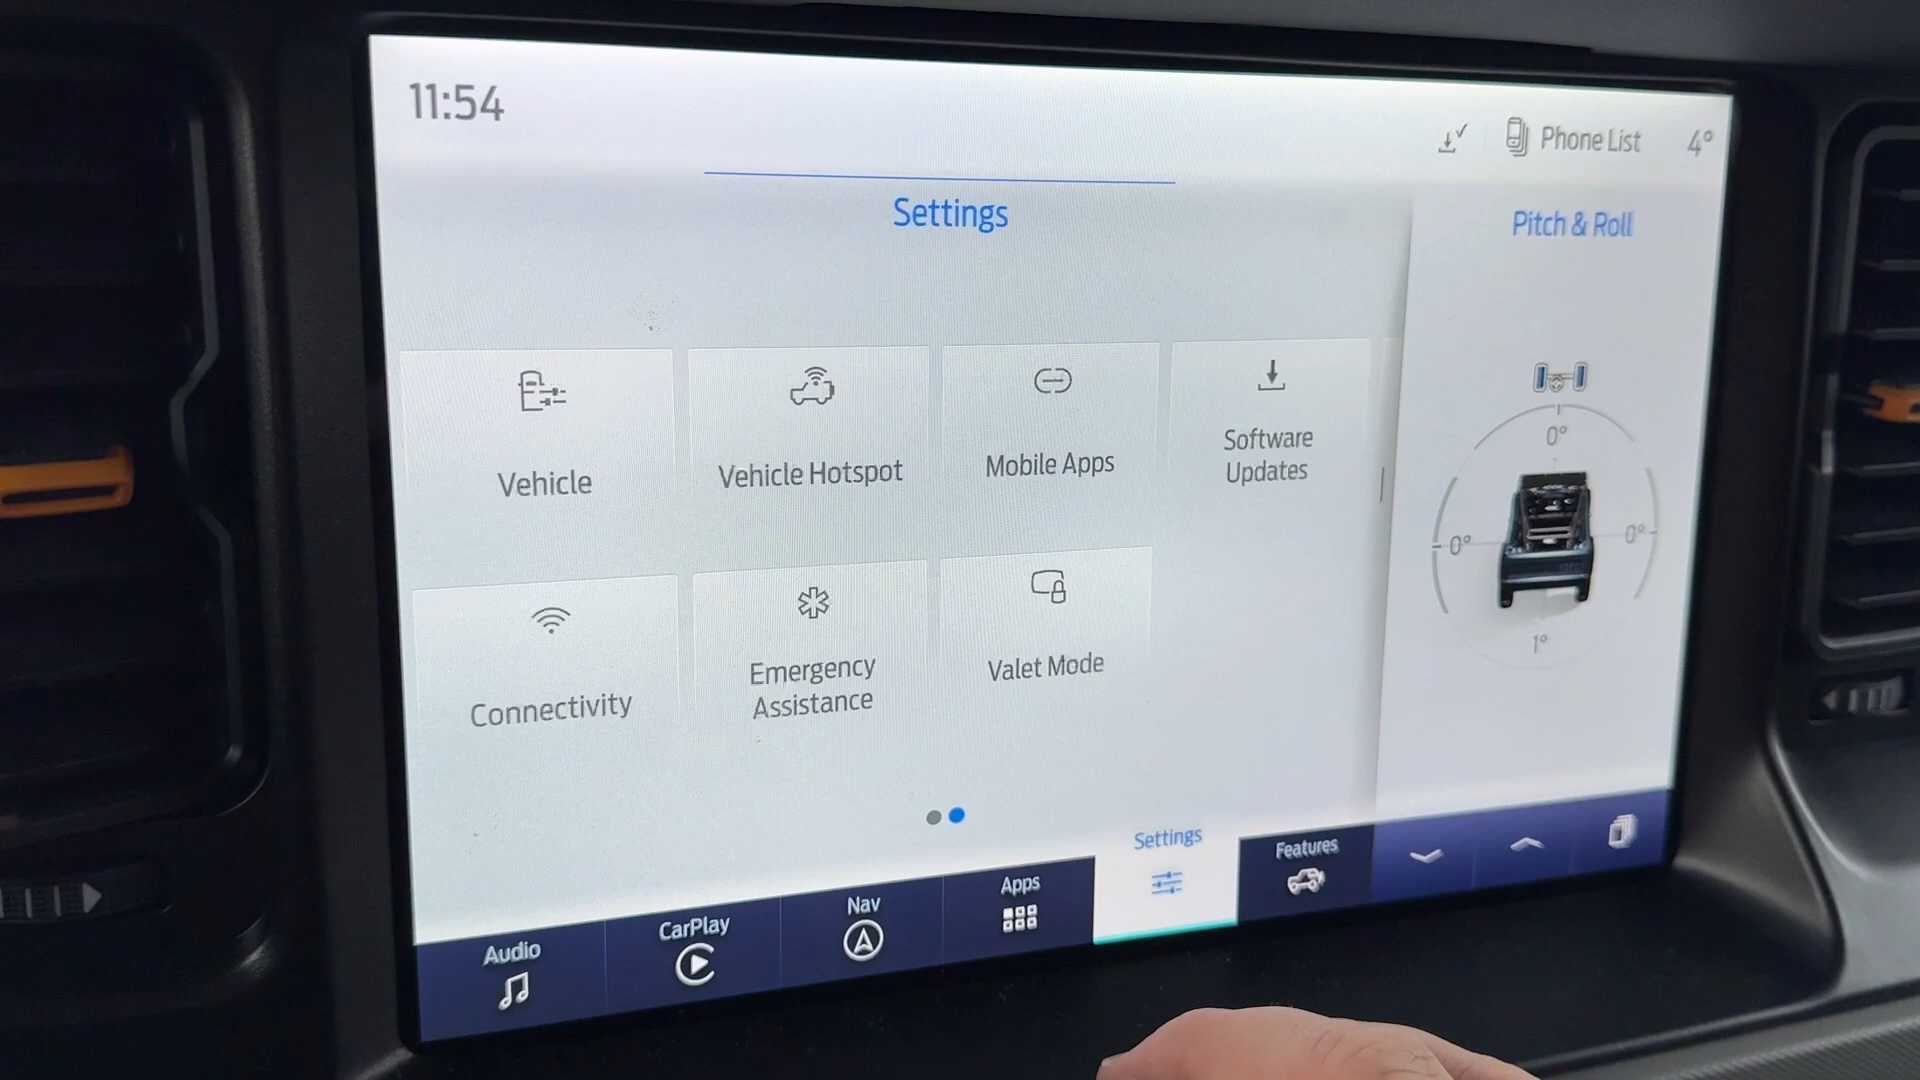 11:54
Phone List
4°
Settings
Pitch & Roll
Vehicle
Vehicle Hotspot
Mobile Apps
Software
Updates
0°
0°
0°
1°
Connectivity
Emergency
Assistance
Valet Mode
Audio
CarPlay
Nav
Apps
Settings
Features